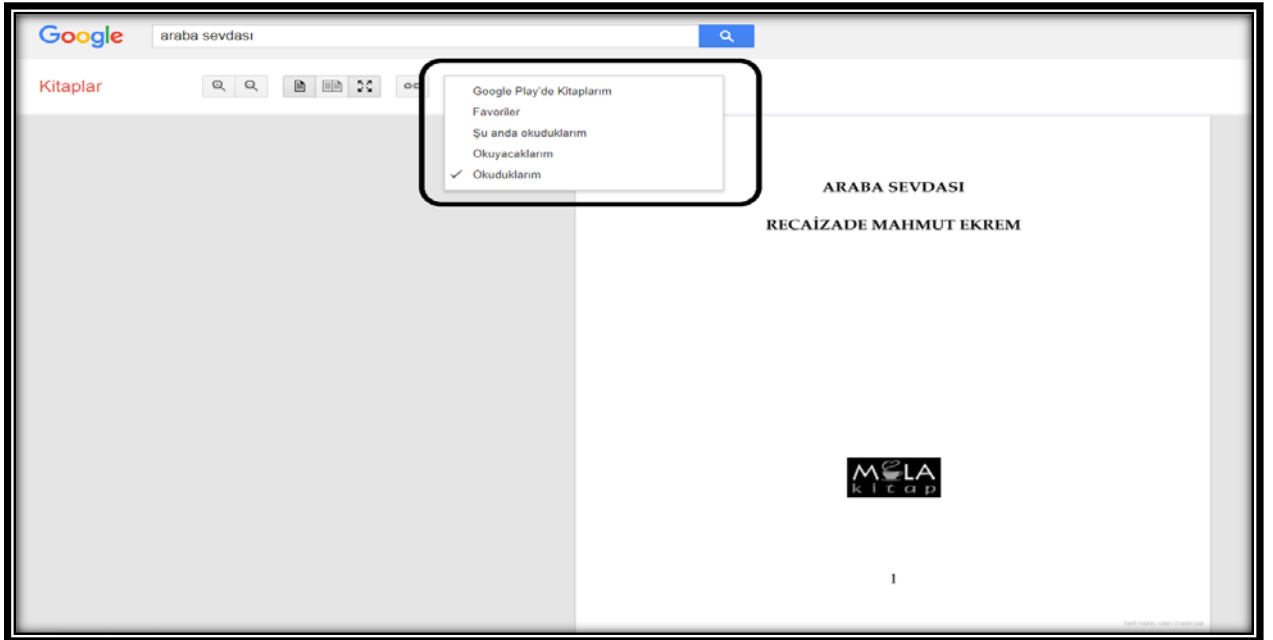 Google
araba sevdası
Kitaplar
Google Play'de Kitaplarım
Favoriler
Şu anda okuduklarım
Okuyacaklarım
Okuduklarım
ARABA SEVDASI
RECAİZADE MAHMUT EKREM
MOLA
kitap
1